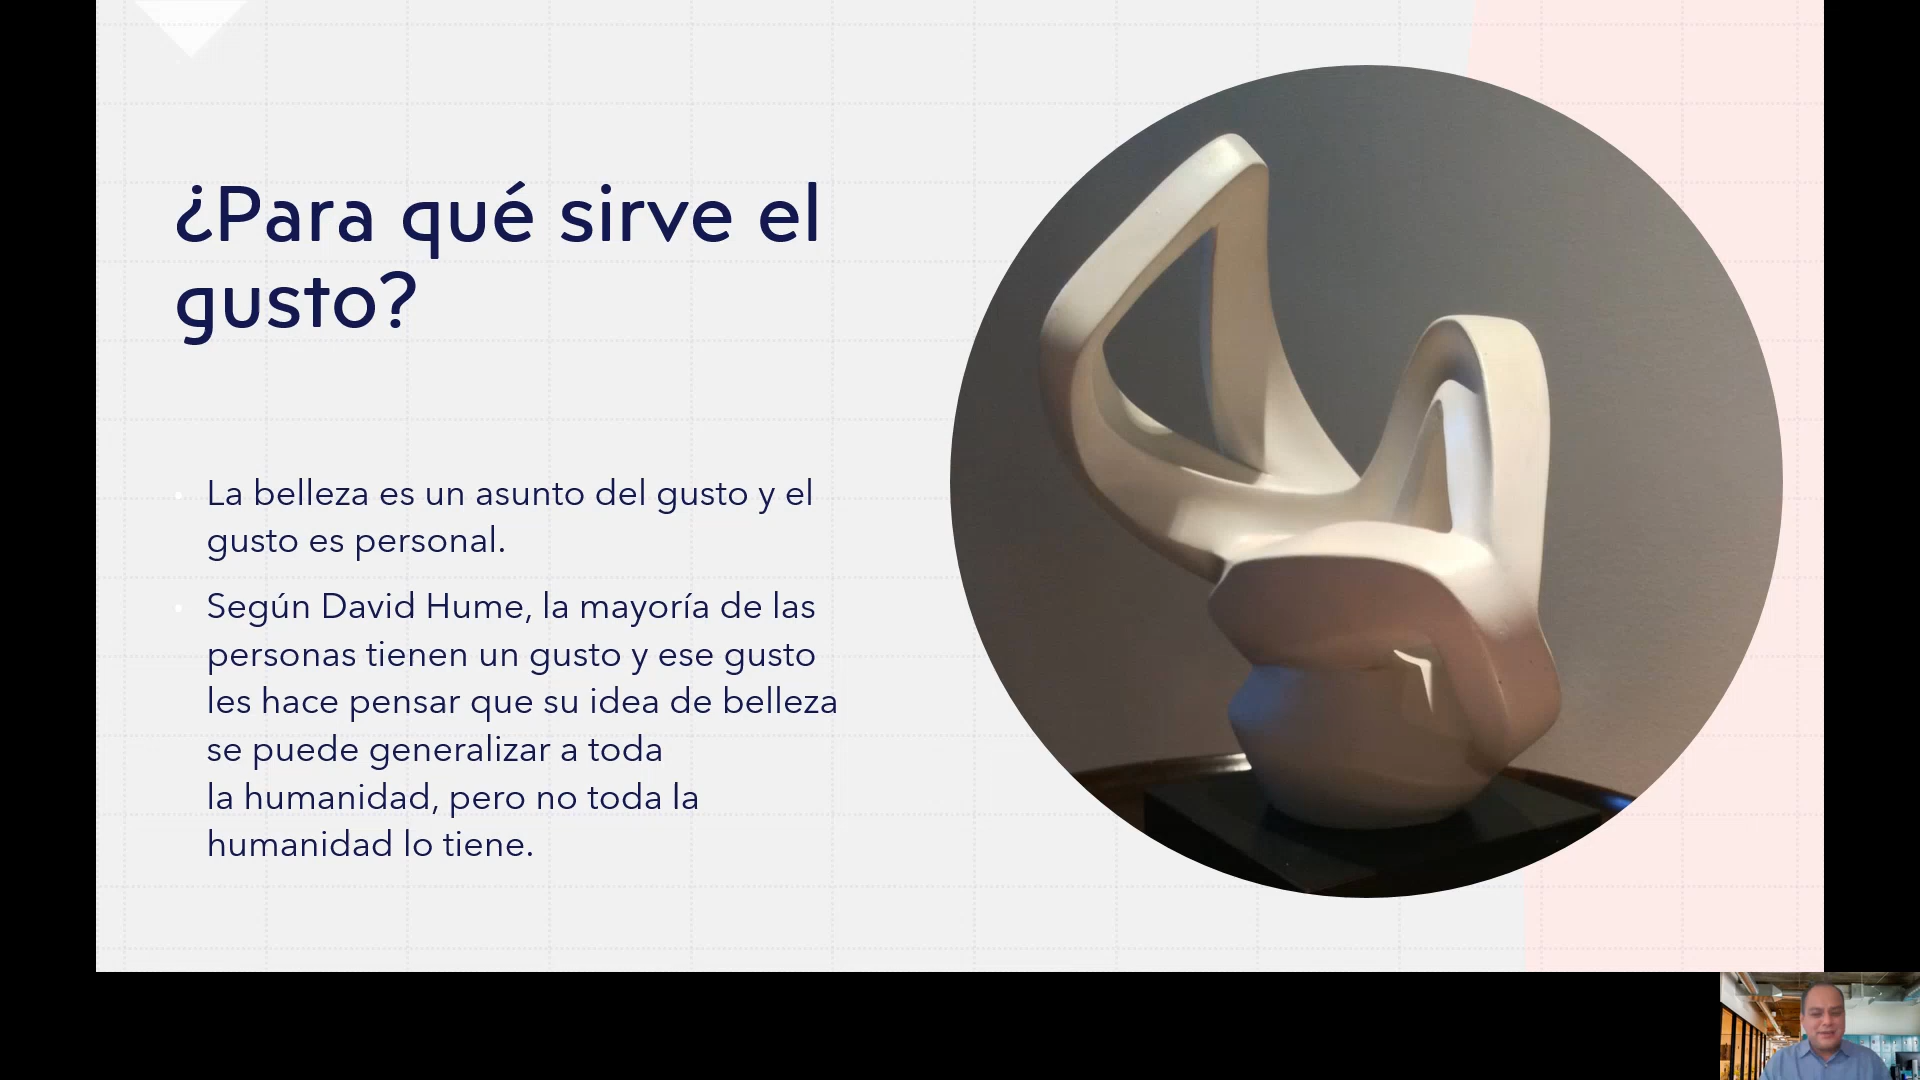 ¿Para qué sirve el
gusto?
La belleza es un asunto del gusto y el
gusto es personal.
Según David Hume, la mayoría de las
personas tienen un gusto y ese gusto
les hace pensar que su idea de belleza
se puede generalizar a toda
la humanidad, pero no toda la
humanidad lo tiene.